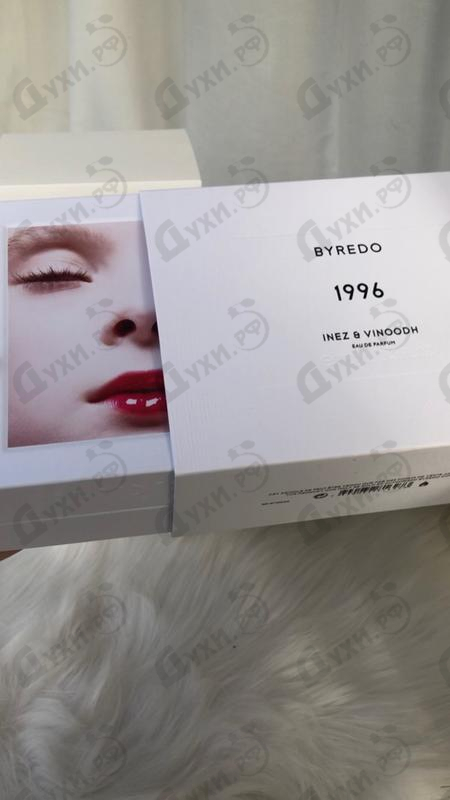 BYREDO
1996
INEZ & VINOODH
EAU DE PARFUM
Духи.рф